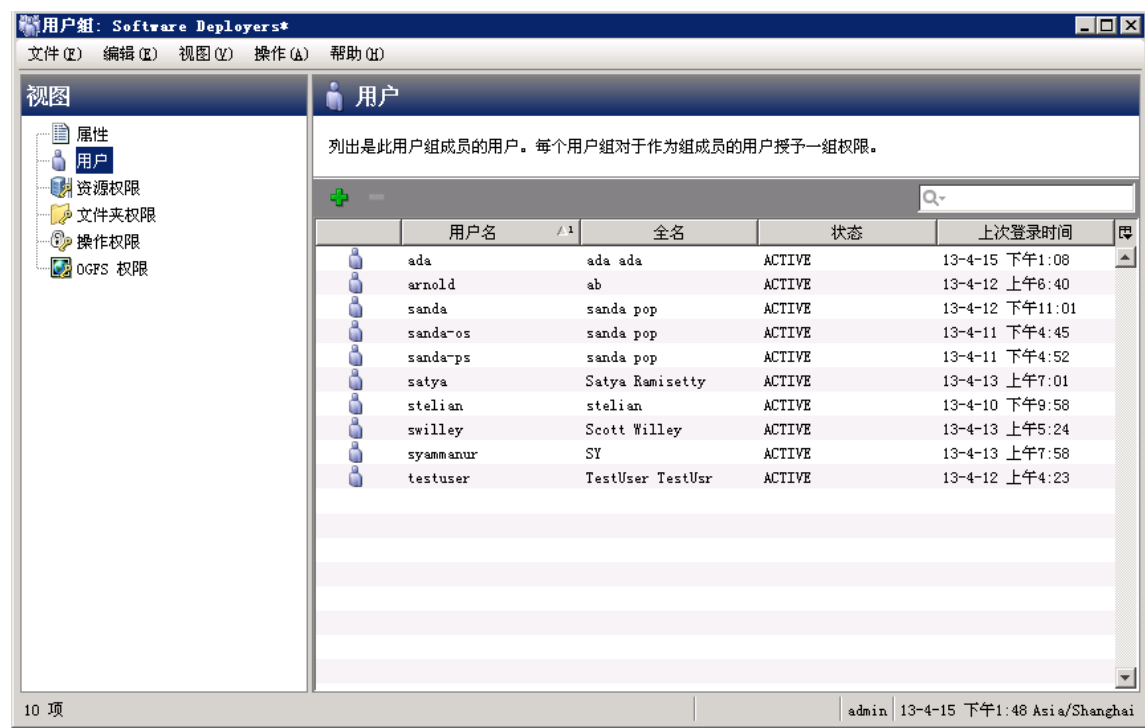 用户组: Software Deployers*
文件(F) 编辑(E) 视图(V) 操作(A) 帮助(H)
视图
属性
用户
资源权限
文件夹权限
操作权限
OGFS 权限
用户
列出是此用户组成员的用户。每个用户组对于作为组成员的用户授予一组权限。
用户名 1 全名 状态 上次登录时间
ada ada ada ACTIVE 13-4-15 下午1:08
arnold ab ACTIVE 13-4-12 上午6:40
sanda sanda pop ACTIVE 13-4-12 下午11:01
sanda-os sanda pop ACTIVE 13-4-11 下午4:45
sanda-ps sanda pop ACTIVE 13-4-11 下午4:52
satya Satya Ramisetty ACTIVE 13-4-13 上午7:01
stelian stelian ACTIVE 13-4-10 下午9:58
swilley Scott Willey ACTIVE 13-4-13 上午5:24
syammanur SY ACTIVE 13-4-13 上午7:58
testuser TestUser TestUsr ACTIVE 13-4-12 上午4:23
10 项 admin 13-4-15 下午1:48 Asia/Shanghai